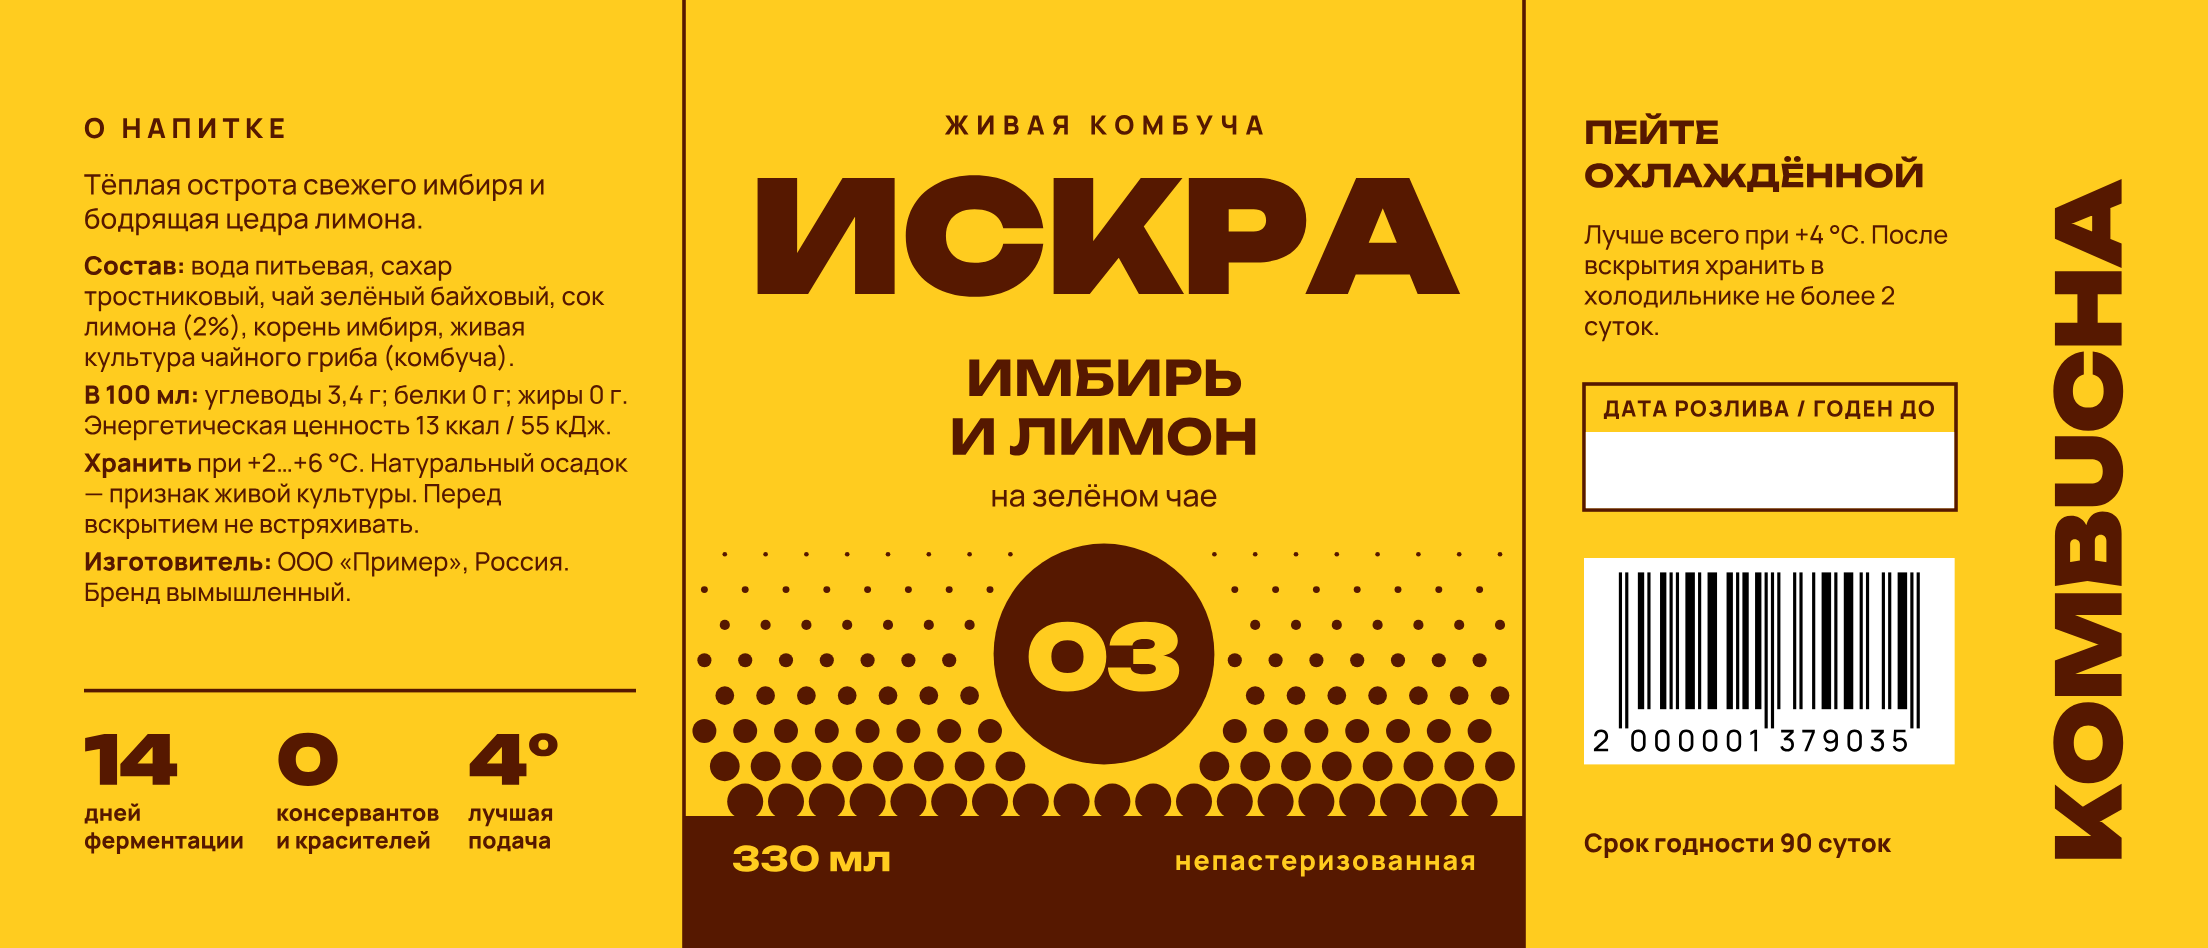 О НАПИТКЕ
Тёплая острота свежего имбиря и
бодрящая цедра лимона.
Состав: вода питьевая, сахар
тростниковый, чай зелёный байховый, сок
лимона (2%), корень имбиря, живая
культура чайного гриба (комбуча).
В 100 мл: углеводы 3,4 г; белки 0 г; жиры 0 г.
Энергетическая ценность 13 ккал / 55 кДж.
Хранить при +2…+6 °C. Натуральный осадок
— признак живой культуры. Перед
вскрытием не встряхивать.
Изготовитель: ООО «Пример», Россия.
Бренд вымышленный.
14
дней
ферментации
0
консервантов
и красителей
4°
лучшая
подача
ЖИВАЯ КОМБУЧА
ИСКРА
ИМБИРЬ
И ЛИМОН
на зелёном чае
03
330 мл
непастеризованная
ПЕЙТЕ
ОХЛАЖДЁННОЙ
Лучше всего при +4 °C. После
вскрытия хранить в
холодильнике не более 2
суток.
ДАТА РОЗЛИВА / ГОДЕН ДО
2 000001 379035
Срок годности 90 суток
KOMBUCHA